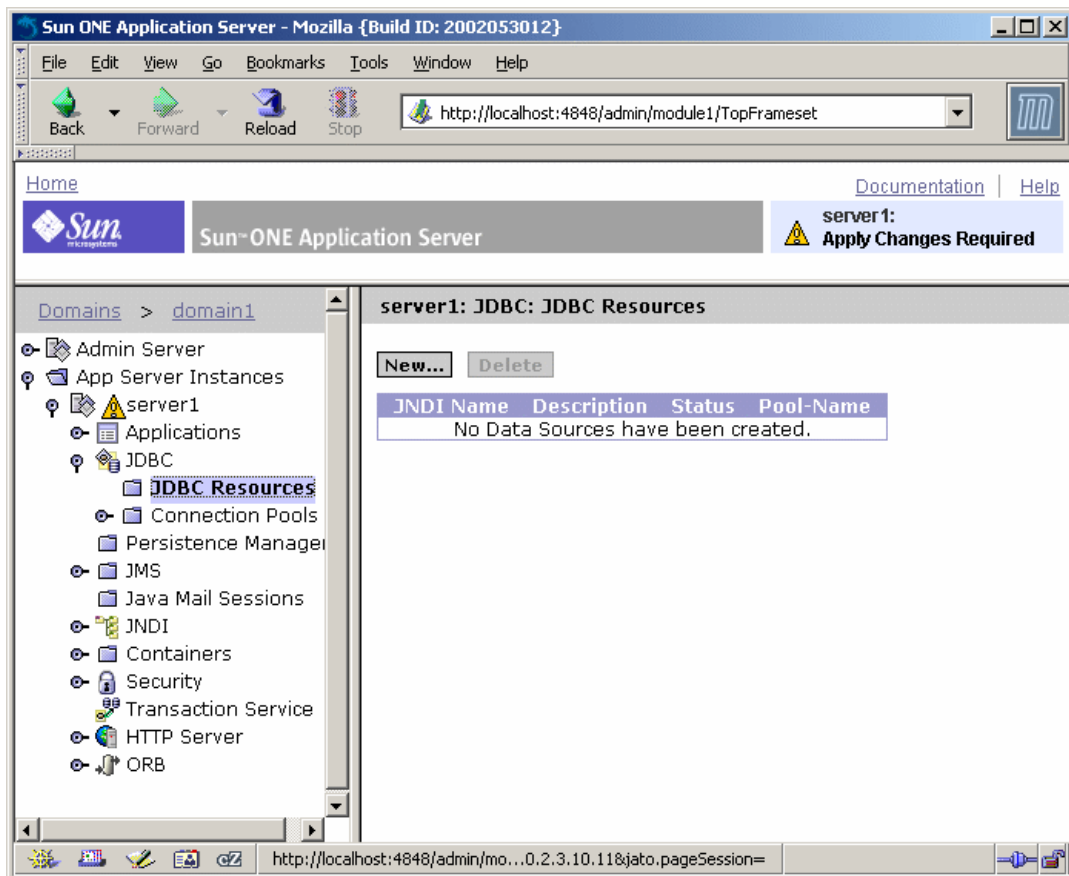 Sun ONE Application Server - Mozilla {Build ID: 2002053012}
File Edit View Go Bookmarks Tools Window Help
Back Forward Reload Stop
http://localhost:4848/admin/module1/TopFrameset
Home
Documentation | Help
Sun
microsystems
Sun™ ONE Application Server
server1:
Apply Changes Required
Domains > domain1
Admin Server
App Server Instances
server1
Applications
JDBC
JDBC Resources
Connection Pools
Persistence Manager
JMS
Java Mail Sessions
JNDI
Containers
Security
Transaction Service
HTTP Server
ORB
server1: JDBC: JDBC Resources
New... Delete
JNDI Name Description Status Pool-Name
No Data Sources have been created.
http://localhost:4848/admin/mo...0.2.3.10.11&jato.pageSession=